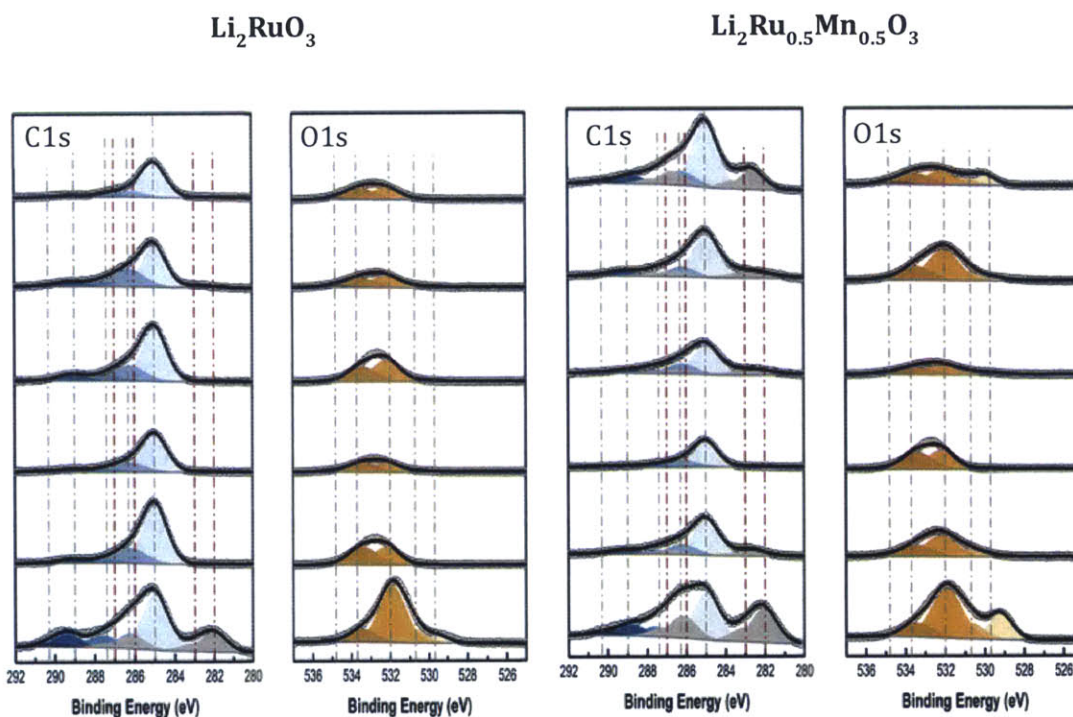 Li₂RuO₃
Li₂Ru₀.₅Mn₀.₅O₃
C1s
O1s
C1s
O1s
292 290 288 286 284 282 280
536 534 532 530 528 526
292 290 288 286 284 282 280
536 534 532 530 528 526
Binding Energy (eV)
Binding Energy (eV)
Binding Energy (eV)
Binding Energy (eV)